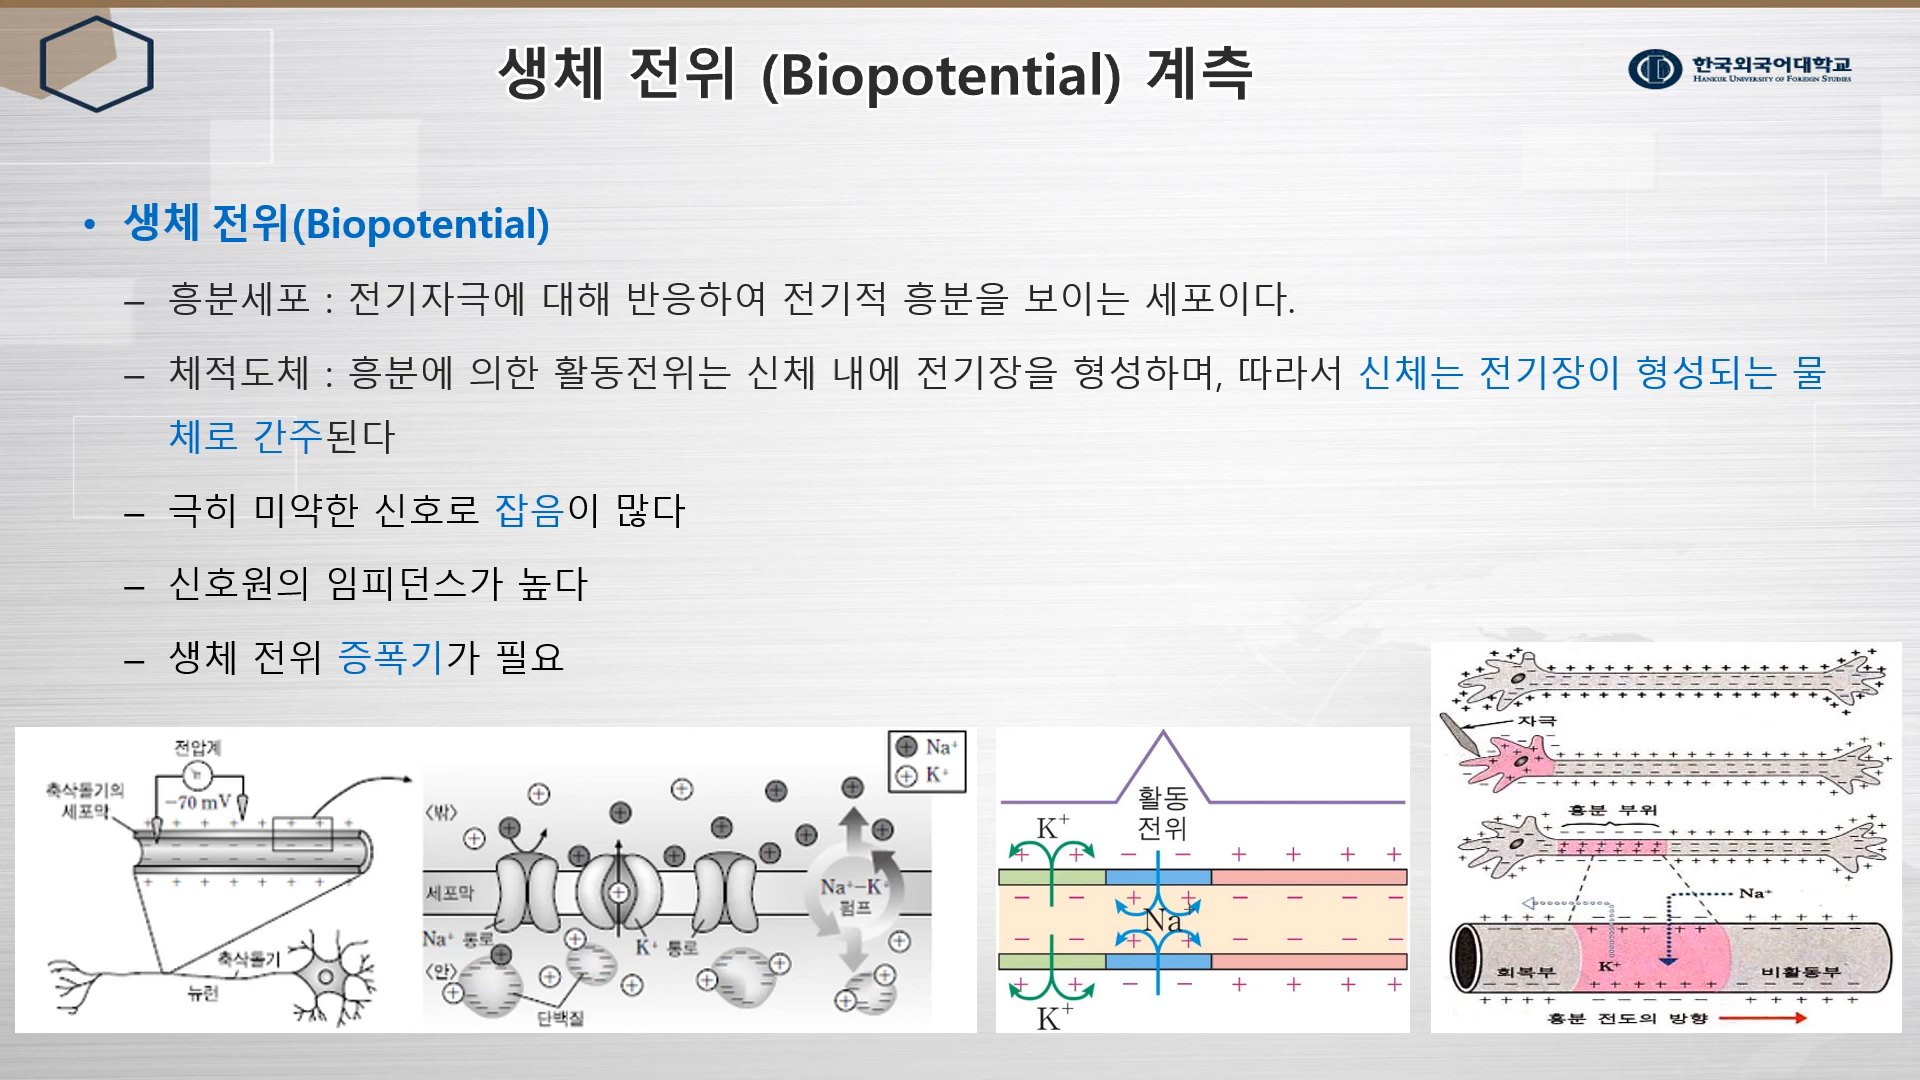 생체 전위 (Biopotential) 계측
한국외국어대학교
HANKUK UNIVERSITY OF FOREIGN STUDIES
• 생체 전위(Biopotential)
– 흥분세포 : 전기자극에 대해 반응하여 전기적 흥분을 보이는 세포이다.
– 체적도체 : 흥분에 의한 활동전위는 신체 내에 전기장을 형성하며, 따라서 신체는 전기장이 형성되는 물
체로 간주된다
– 극히 미약한 신호로 잡음이 많다
– 신호원의 임피던스가 높다
– 생체 전위 증폭기가 필요
전압계
축삭돌기의
세포막
−70 mV
축삭돌기
뉴런
Na⁺
K⁺
〈밖〉
세포막
Na⁺−K⁺
펌프
Na⁺ 통로
K⁺ 통로
〈안〉
단백질
활동
전위
K⁺
Na⁺
K⁺
자극
흥분 부위
Na⁺
K⁺
회복부
비활동부
흥분 전도의 방향